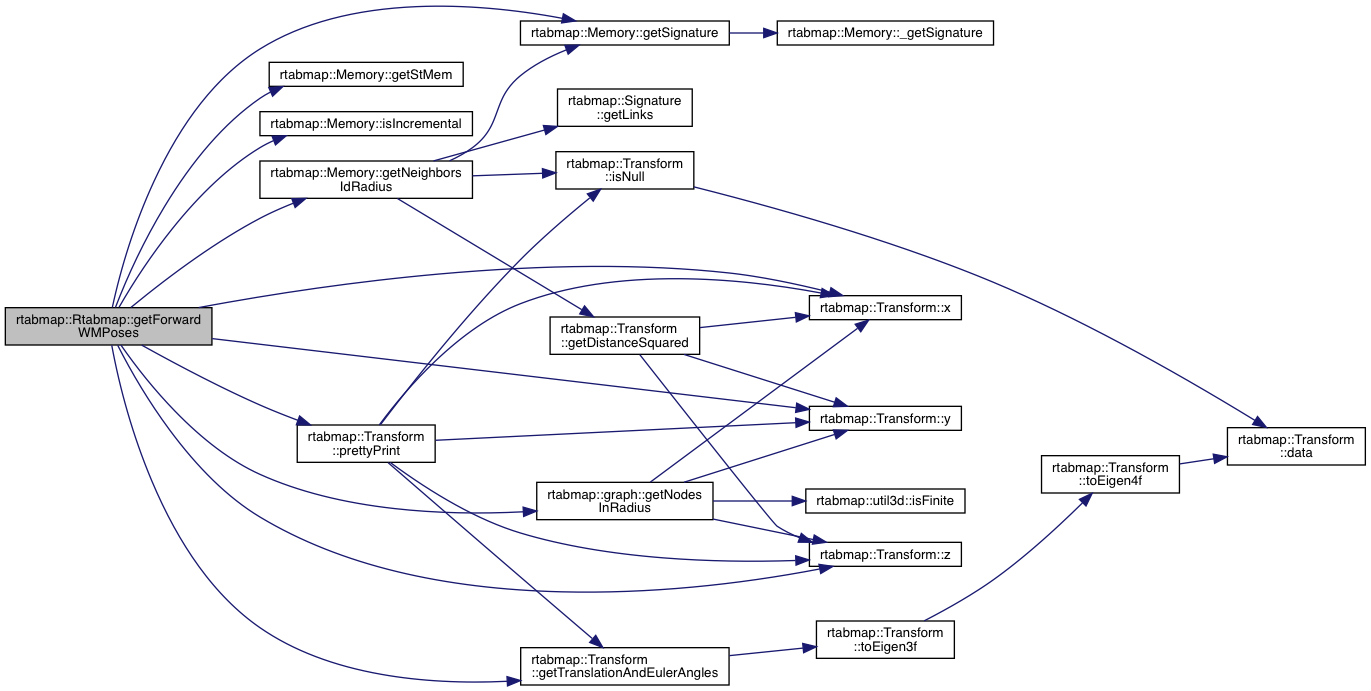 rtabmap::Rtabmap::getForward
WMPoses
rtabmap::Memory::getSignature
rtabmap::Memory::_getSignature
rtabmap::Memory::getStMem
rtabmap::Memory::isIncremental
rtabmap::Memory::getNeighbors
IdRadius
rtabmap::Signature
::getLinks
rtabmap::Transform
::isNull
rtabmap::Transform::x
rtabmap::Transform
::getDistanceSquared
rtabmap::Transform::y
rtabmap::Transform
::prettyPrint
rtabmap::Transform
::data
rtabmap::Transform
::toEigen4f
rtabmap::graph::getNodes
InRadius
rtabmap::util3d::isFinite
rtabmap::Transform::z
rtabmap::Transform
::toEigen3f
rtabmap::Transform
::getTranslationAndEulerAngles